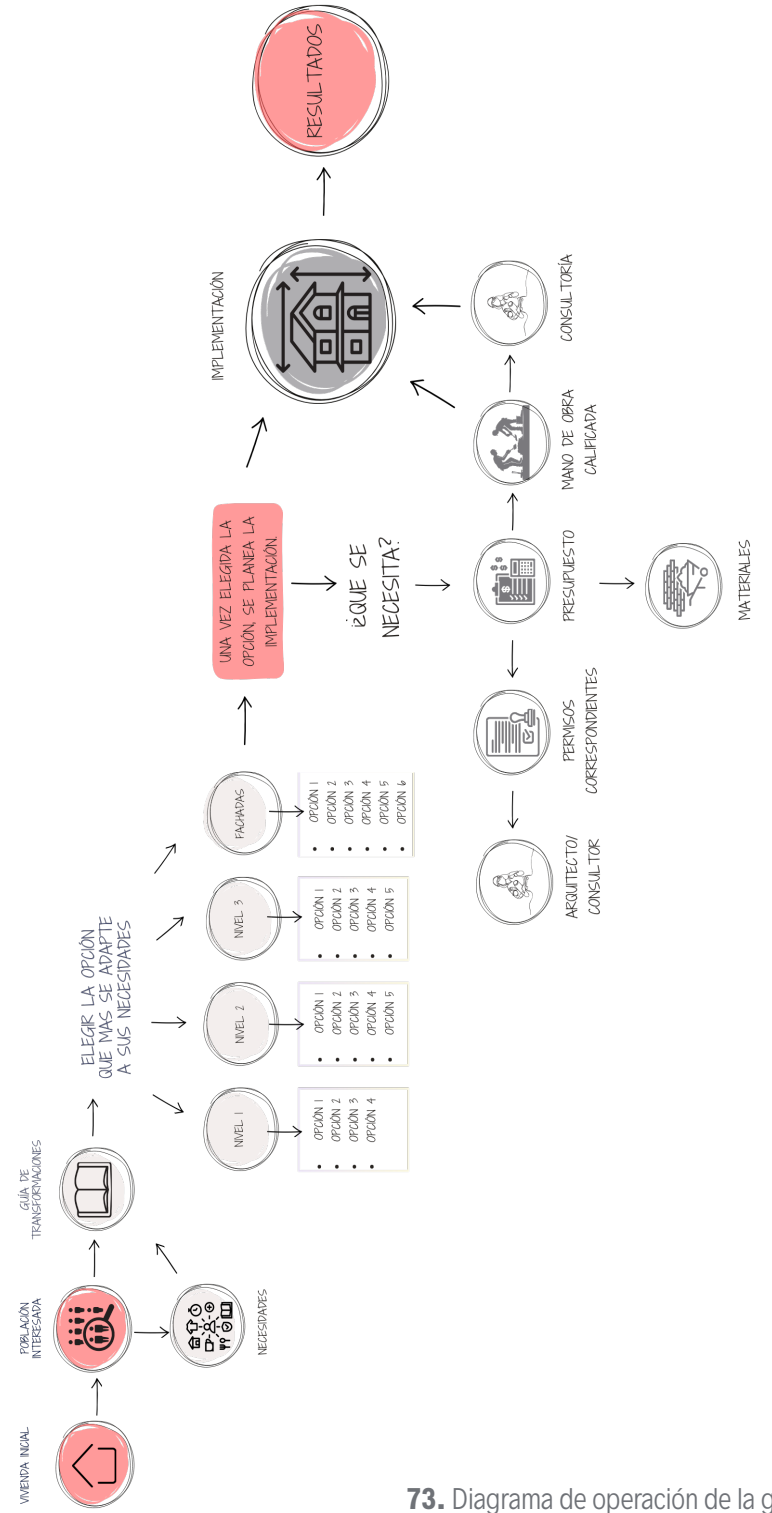 VIVIENDA INICIAL
POBLACIÓN
INTERESADA
NECESIDADES
GUÍA DE
TRANSFORMACIONES
ELEGIR LA OPCIÓN
QUE MAS SE ADAPTE
A SUS NECESIDADES
NIVEL 1
OPCIÓN 1
OPCIÓN 2
OPCIÓN 3
OPCIÓN 4
NIVEL 2
OPCIÓN 1
OPCIÓN 2
OPCIÓN 3
OPCIÓN 4
OPCIÓN 5
NIVEL 3
OPCIÓN 1
OPCIÓN 2
OPCIÓN 3
OPCIÓN 4
OPCIÓN 5
FACHADAS
OPCIÓN 1
OPCIÓN 2
OPCIÓN 3
OPCIÓN 4
OPCIÓN 5
OPCIÓN 6
UNA VEZ ELEGIDA LA
OPCIÓN, SE PLANEA LA
IMPLEMENTACIÓN.
¿QUE SE
NECESITA?
ARQUITECTO/
CONSULTOR
PERMISOS
CORRESPONDIENTES
PRESUPUESTO
MATERIALES
MANO DE OBRA
CALIFICADA
CONSULTORÍA
IMPLEMENTACIÓN
RESULTADOS
73. Diagrama de operación de la g